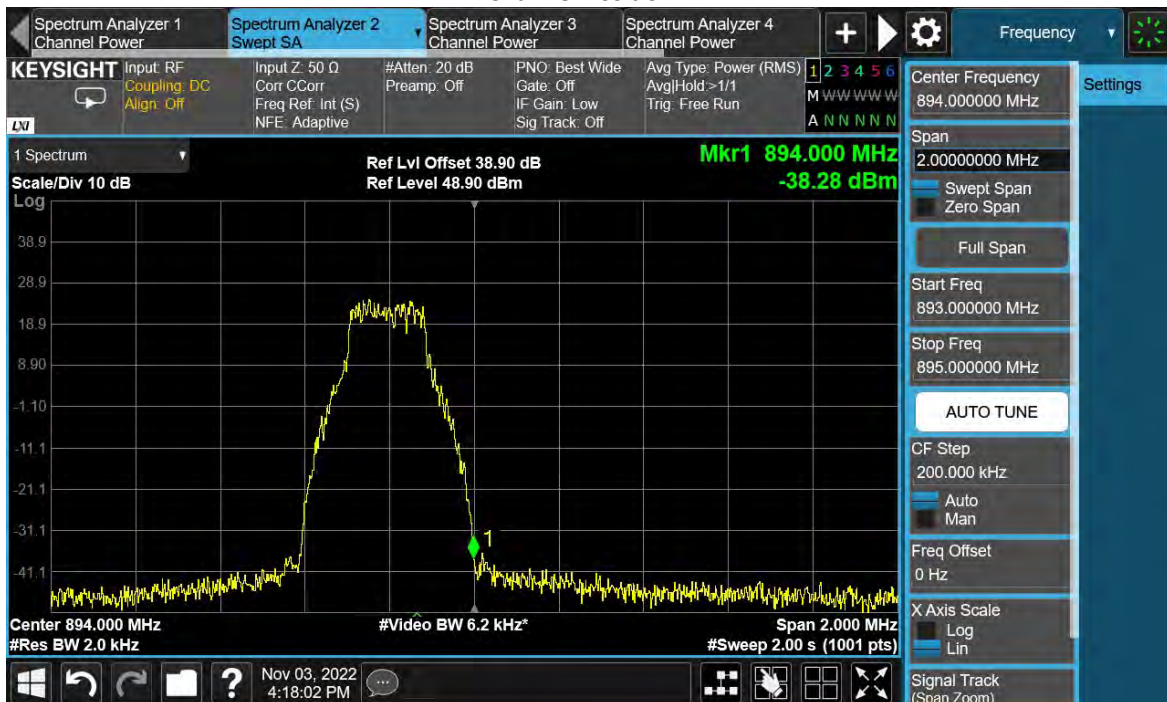 Spectrum Analyzer 1
Channel Power
Spectrum Analyzer 2
Swept SA
Spectrum Analyzer 3
Channel Power
Spectrum Analyzer 4
Channel Power
+
Frequency
KEYSIGHT
LXI
Input: RF
Coupling: DC
Align: Off
Input Z: 50 Ω
Corr CCorr
Freq Ref: Int (S)
NFE: Adaptive
#Atten: 20 dB
Preamp: Off
PNO: Best Wide
Gate: Off
IF Gain: Low
Sig Track: Off
Avg Type: Power (RMS)
Avg|Hold:>1/1
Trig: Free Run
1 2 3 4 5 6
M W W W W W
A N N N N N
1 Spectrum
Scale/Div 10 dB
Log
Ref Lvl Offset 38.90 dB
Ref Level 48.90 dBm
Mkr1 894.000 MHz
-38.28 dBm
38.9
28.9
18.9
8.90
-1.10
-11.1
-21.1
-31.1
-41.1
1
Center 894.000 MHz
#Res BW 2.0 kHz
#Video BW 6.2 kHz*
Span 2.000 MHz
#Sweep 2.00 s (1001 pts)
Center Frequency
894.000000 MHz
Settings
Span
2.00000000 MHz
Swept Span
Zero Span
Full Span
Start Freq
893.000000 MHz
Stop Freq
895.000000 MHz
AUTO TUNE
CF Step
200.000 kHz
Auto
Man
Freq Offset
0 Hz
X Axis Scale
Log
Lin
Signal Track
(Span Zoom)
?
Nov 03, 2022
4:18:02 PM